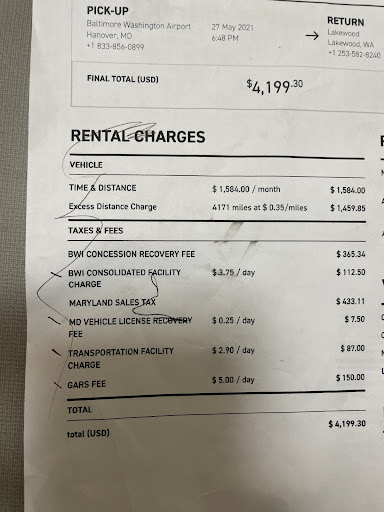 PICK-UP
Baltimore Washington Airport
Hanover, MD
+1 833-856-0899
27 May 2021
6:48 PM
→
RETURN
Lakewood
Lakewood, WA
+1 253-582-8240
FINAL TOTAL (USD) $4,199.30
RENTAL CHARGES
VEHICLE
TIME & DISTANCE $ 1,584.00 / month $ 1,584.00
Excess Distance Charge 4171 miles at $ 0.35/miles $ 1,459.85
TAXES & FEES
BWI CONCESSION RECOVERY FEE $ 365.34
BWI CONSOLIDATED FACILITY $ 3.75 / day $ 112.50
CHARGE
MARYLAND SALES TAX $ 433.11
MD VEHICLE LICENSE RECOVERY $ 0.25 / day $ 7.50
FEE
TRANSPORTATION FACILITY $ 2.90 / day $ 87.00
CHARGE
GARS FEE $ 5.00 / day $ 150.00
TOTAL
total (USD) $ 4,199.30